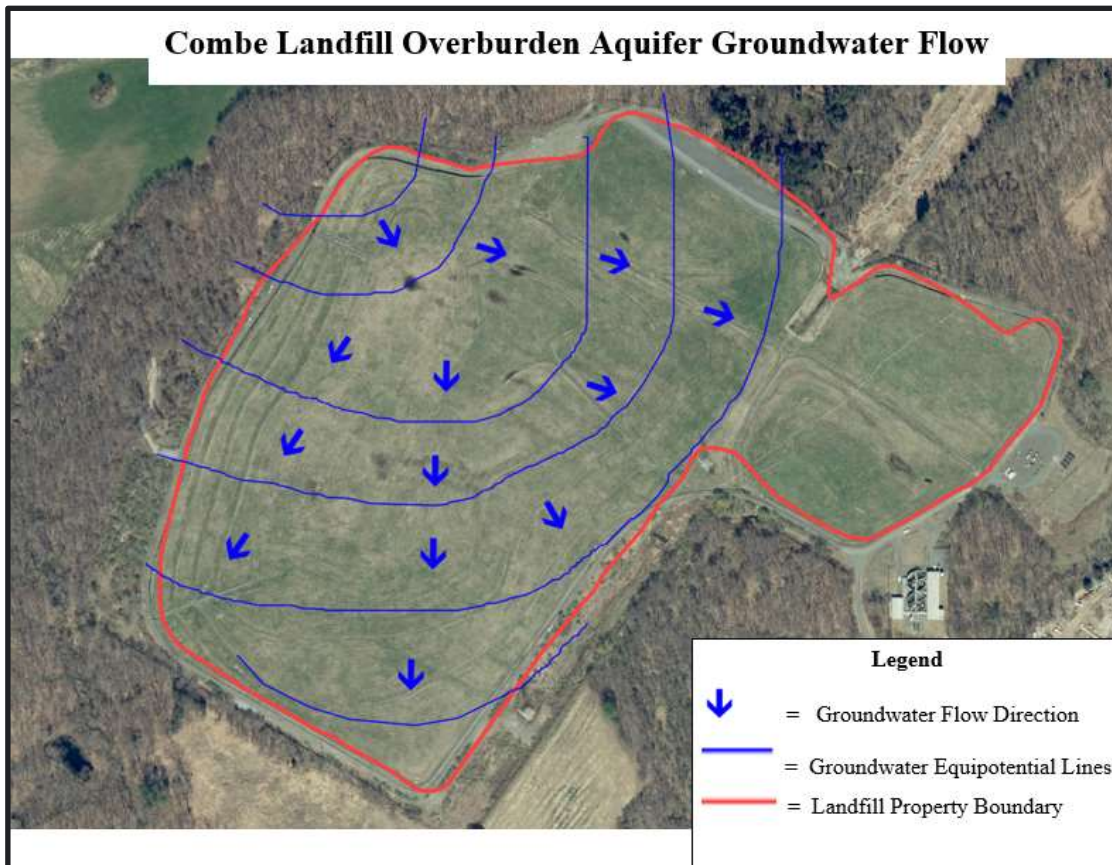 Combe Landfill Overburden Aquifer Groundwater Flow
Legend
= Groundwater Flow Direction
= Groundwater Equipotential Lines
= Landfill Property Boundary